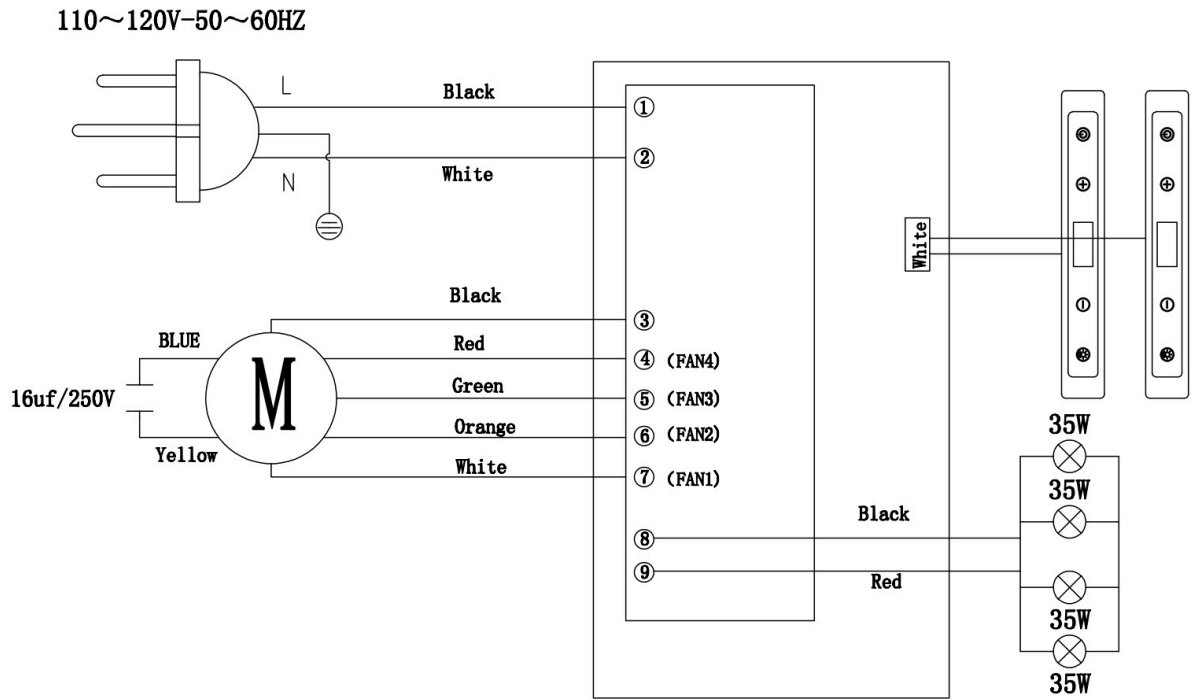 110～120V-50～60HZ
L
Black
①
②
N
White
White
Black
③
BLUE
Red
④ (FAN4)
16uf/250V
M
Green
⑤ (FAN3)
Orange
⑥ (FAN2)
Yellow
White
⑦ (FAN1)
35W
35W
Black
⑧
⑨
Red
35W
35W